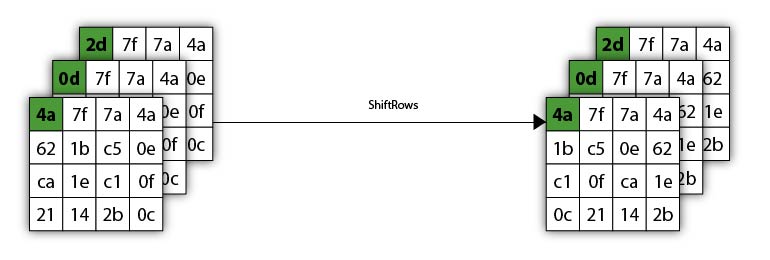 2d 7f 7a 4a
0d 7f 7a 4a 0e
4a 7f 7a 4a 0e 0f
62 1b c5 0e 0f 0c
ca 1e c1 0f 0c
21 14 2b 0c
ShiftRows
2d 7f 7a 4a
0d 7f 7a 4a 62
4a 7f 7a 4a 62 1e
1b c5 0e 62 1e 2b
c1 0f ca 1e 2b
0c 21 14 2b